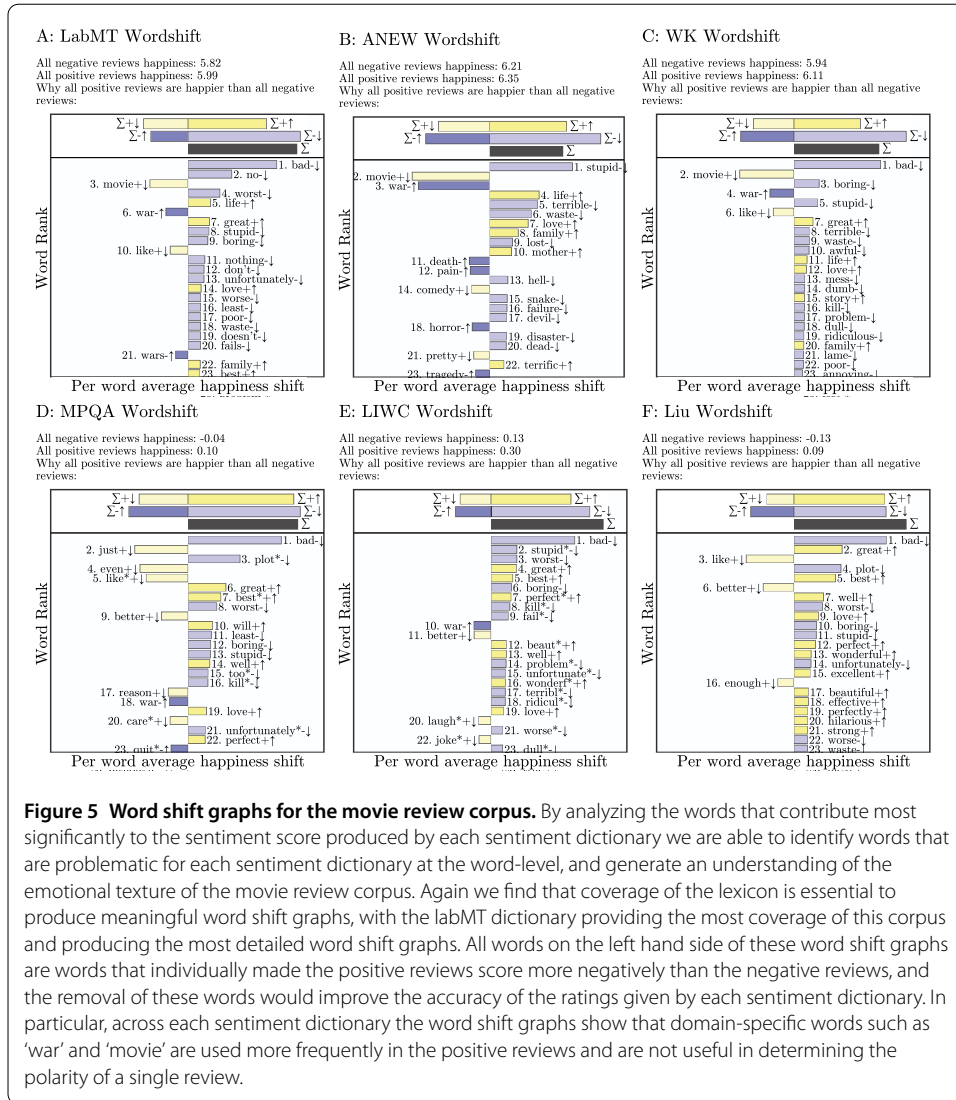 A: LabMT Wordshift
All negative reviews happiness: 5.82
All positive reviews happiness: 5.99
Why all positive reviews are happier than all negative
reviews:
Σ+↓ Σ+↑
Σ-↑ Σ-↓
Σ
1. bad-↓
2. no-↓
3. movie+↓
4. worst-↓
5. life+↑
6. war-↑
7. great+↑
8. stupid-↓
9. boring-↓
10. like+↓
11. nothing-↓
12. don't-↓
13. unfortunately-↓
14. love+↑
15. worse-↓
16. least-↓
17. poor-↓
18. waste-↓
19. doesn't-↓
20. fails-↓
21. wars-↑
22. family+↑
23. best+↑
Word Rank
Per word average happiness shift
B: ANEW Wordshift
All negative reviews happiness: 6.21
All positive reviews happiness: 6.35
Why all positive reviews are happier than all negative
reviews:
Σ+↓ Σ+↑
Σ-↑ Σ-↓
Σ
1. stupid-↓
2. movie+↓
3. war-↑
4. life+↑
5. terrible-↓
6. waste-↓
7. love+↑
8. family+↑
9. lost-↓
10. mother+↑
11. death-↑
12. pain-↑
13. hell-↓
14. comedy+↓
15. snake-↓
16. failure-↓
17. devil-↓
18. horror-↑
19. disaster-↓
20. dead-↓
21. pretty+↓
22. terrific+↑
23. tragedy-↑
Word Rank
Per word average happiness shift
C: WK Wordshift
All negative reviews happiness: 5.94
All positive reviews happiness: 6.11
Why all positive reviews are happier than all negative
reviews:
Σ+↓ Σ+↑
Σ-↑ Σ-↓
Σ
1. bad-↓
2. movie+↓
3. boring-↓
4. war-↑
5. stupid-↓
6. like+↓
7. great+↑
8. terrible-↓
9. waste-↓
10. awful-↓
11. life+↑
12. love+↑
13. mess-↓
14. dumb-↓
15. story+↑
16. kill-↓
17. problem-↓
18. dull-↓
19. ridiculous-↓
20. family+↑
21. lame-↓
22. poor-↓
23. annoying-↓
Word Rank
Per word average happiness shift
D: MPQA Wordshift
All negative reviews happiness: -0.04
All positive reviews happiness: 0.10
Why all positive reviews are happier than all negative
reviews:
Σ+↓ Σ+↑
Σ-↑ Σ-↓
Σ
1. bad-↓
2. just+↓
3. plot*-↓
4. even+↓
5. like*+↓
6. great+↑
7. best*+↑
8. worst-↓
9. better+↓
10. will+↑
11. least-↓
12. boring-↓
13. stupid-↓
14. well+↑
15. too*-↓
16. kill*-↓
17. reason+↓
18. war-↑
19. love+↑
20. care*+↓
21. unfortunately*-↓
22. perfect+↑
23. quit*-↑
Word Rank
Per word average happiness shift
E: LIWC Wordshift
All negative reviews happiness: 0.13
All positive reviews happiness: 0.30
Why all positive reviews are happier than all negative
reviews:
Σ+↓ Σ+↑
Σ-↑ Σ-↓
Σ
1. bad-↓
2. stupid*-↓
3. worst-↓
4. great+↑
5. best+↑
6. boring-↓
7. perfect*+↑
8. kill*-↓
9. fail*-↓
10. war-↑
11. better+↓
12. beaut*+↑
13. well+↑
14. problem*-↓
15. unfortunate*-↓
16. wonderf*+↑
17. terribl*-↓
18. ridicul*-↓
19. love+↑
20. laugh*+↓
21. worse*-↓
22. joke*+↓
23. dull*-↓
Word Rank
Per word average happiness shift
F: Liu Wordshift
All negative reviews happiness: -0.13
All positive reviews happiness: 0.09
Why all positive reviews are happier than all negative
reviews:
Σ+↓ Σ+↑
Σ-↑ Σ-↓
Σ
1. bad-↓
2. great+↑
3. like+↓
4. plot-↓
5. best+↑
6. better+↓
7. well+↑
8. worst-↓
9. love+↑
10. boring-↓
11. stupid-↓
12. perfect+↑
13. wonderful+↑
14. unfortunately-↓
15. excellent+↑
16. enough+↓
17. beautiful+↑
18. effective+↑
19. perfectly+↑
20. hilarious+↑
21. strong+↑
22. worse-↓
23. waste-↓
Word Rank
Per word average happiness shift
Figure 5 Word shift graphs for the movie review corpus. By analyzing the words that contribute most
significantly to the sentiment score produced by each sentiment dictionary we are able to identify words that
are problematic for each sentiment dictionary at the word-level, and generate an understanding of the
emotional texture of the movie review corpus. Again we find that coverage of the lexicon is essential to
produce meaningful word shift graphs, with the labMT dictionary providing the most coverage of this corpus
and producing the most detailed word shift graphs. All words on the left hand side of these word shift graphs
are words that individually made the positive reviews score more negatively than the negative reviews, and
the removal of these words would improve the accuracy of the ratings given by each sentiment dictionary. In
particular, across each sentiment dictionary the word shift graphs show that domain-specific words such as
‘war’ and ‘movie’ are used more frequently in the positive reviews and are not useful in determining the
polarity of a single review.